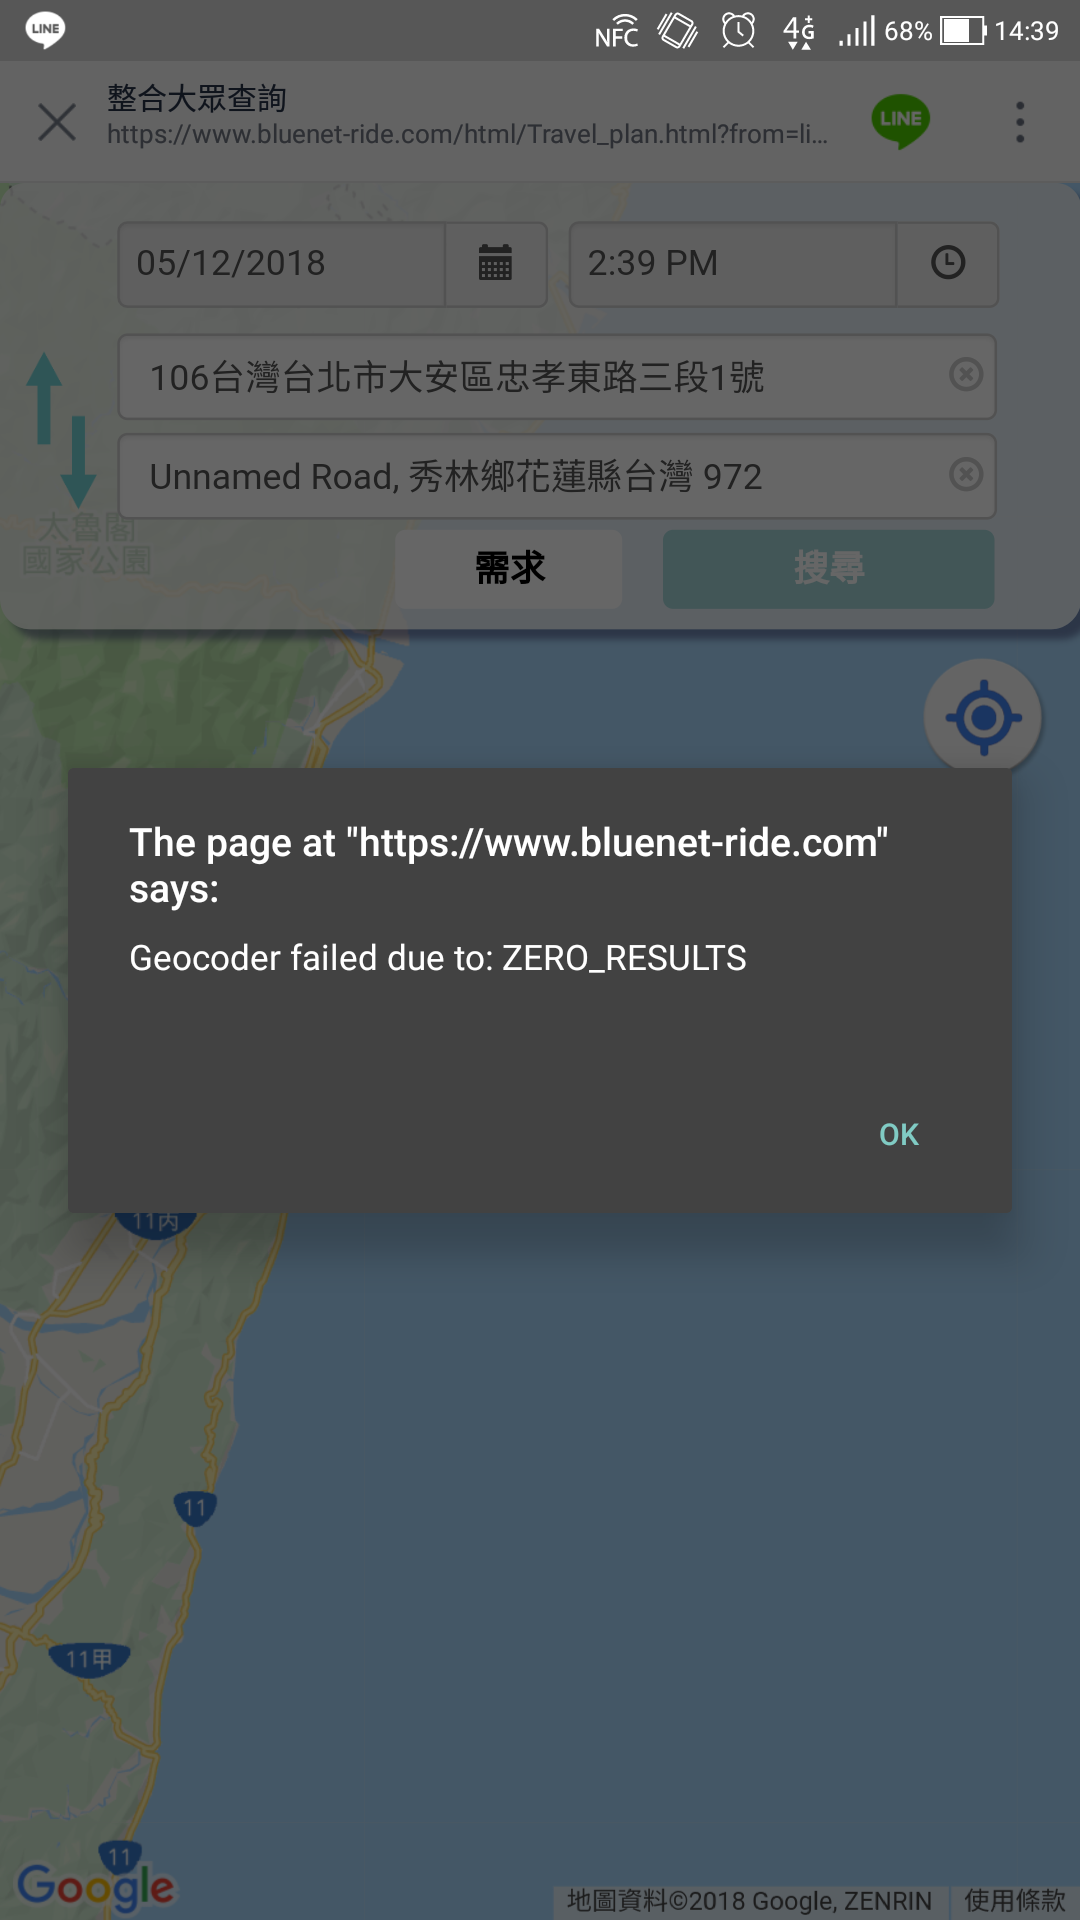 LINE
NFC
4G+
68%
14:39
整合大眾查詢
https://www.bluenet-ride.com/html/Travel_plan.html?from=li...
LINE
05/12/2018
2:39 PM
106台灣台北市大安區忠孝東路三段1號
Unnamed Road, 秀林鄉花蓮縣台灣 972
太魯閣
國家公園
需求
搜尋
The page at "https://www.bluenet-ride.com"
says:
Geocoder failed due to: ZERO_RESULTS
OK
11丙
11
11甲
11
Google
地圖資料©2018 Google, ZENRIN
使用條款